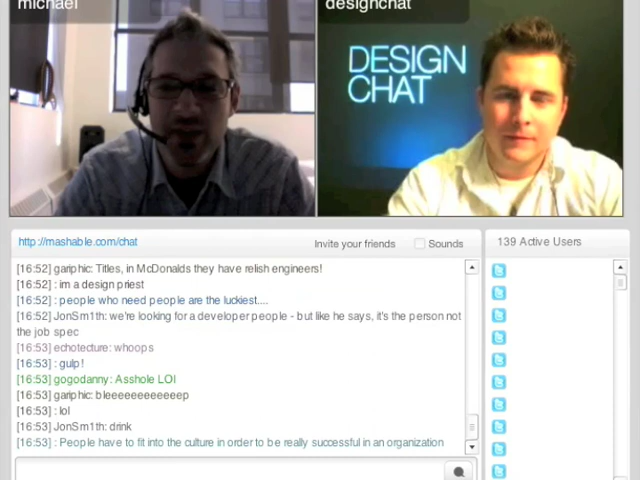 michael
designchat
DESIGN
CHAT
http://mashable.com/chat
Invite your friends
Sounds
139 Active Users
[16:52] gariphic: Titles, in McDonalds they have relish engineers!
[16:52] : im a design priest
[16:52] : people who need people are the luckiest....
[16:52] JonSm1th: we're looking for a developer people - but like he says, it's the person not
the job spec
[16:53] echotecture: whoops
[16:53] : gulp!
[16:53] gogodanny: Asshole LOl
[16:53] gariphic: bleeeeeeeeeeeep
[16:53] : lol
[16:53] JonSm1th: drink
[16:53] : People have to fit into the culture in order to be really successful in an organization